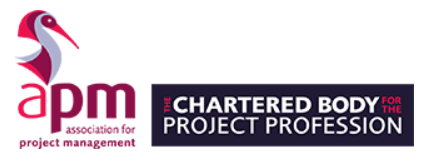 apm
association for
project management
THE CHARTERED BODY FOR THE
PROJECT PROFESSION